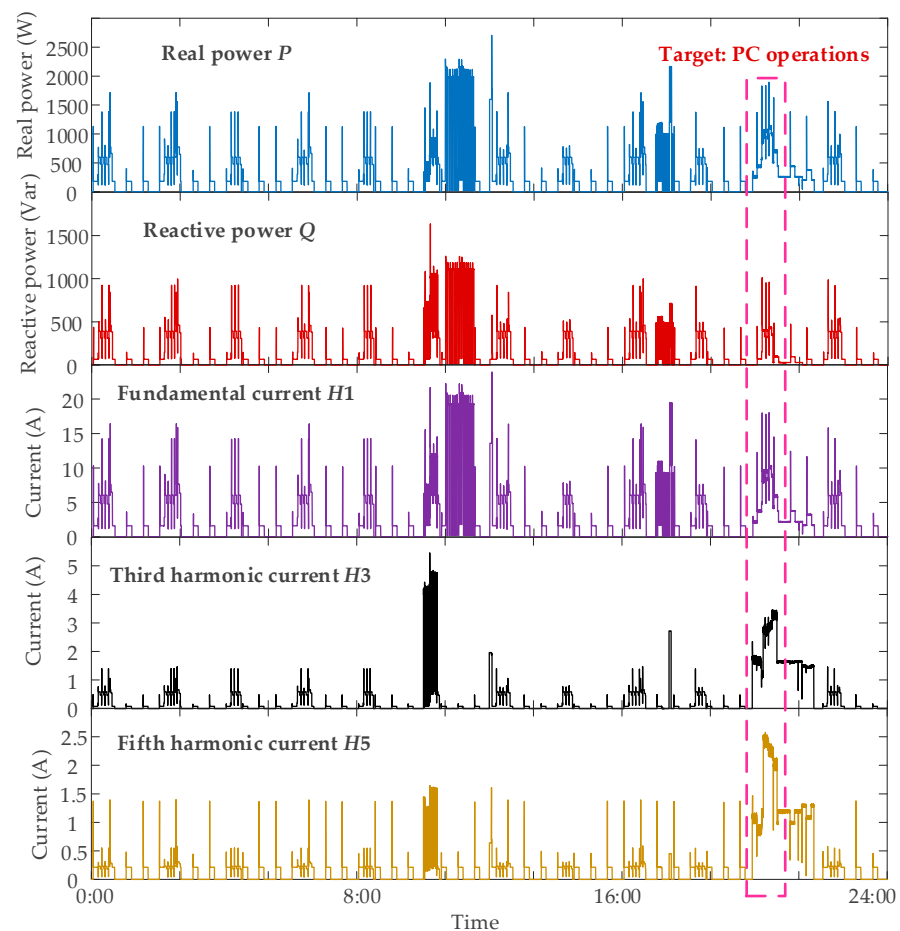 Real power (W)
2500
2000
1500
1000
500
0
Real power P
Target: PC operations
Reactive power (Var)
1500
1000
500
0
Reactive power Q
Current (A)
20
15
10
5
0
Fundamental current H1
Current (A)
5
4
3
2
1
0
Third harmonic current H3
Current (A)
2.5
2
1.5
1
0.5
0
Fifth harmonic current H5
0:00 8:00 16:00 24:00
Time